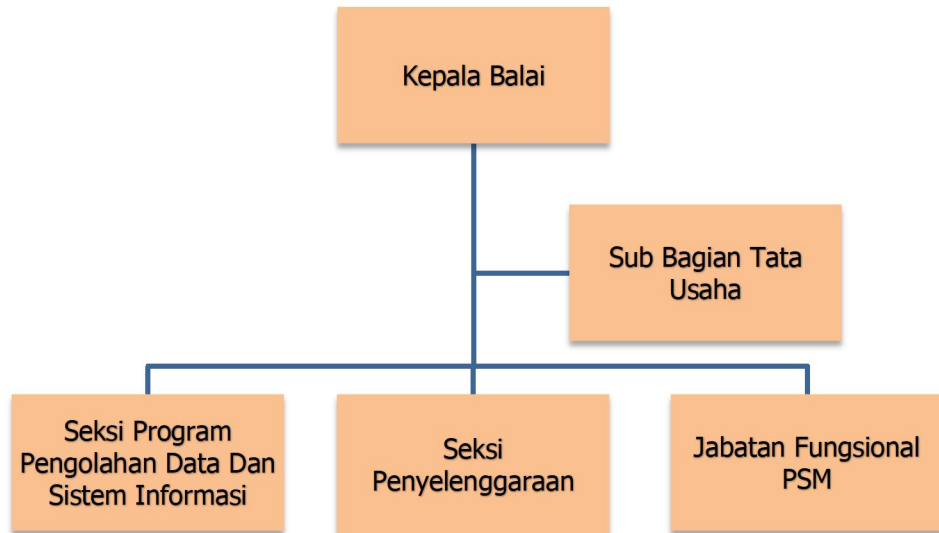 Kepala Balai
Sub Bagian Tata
Usaha
Seksi Program
Pengolahan Data Dan
Sistem Informasi
Seksi
Penyelenggaraan
Jabatan Fungsional
PSM